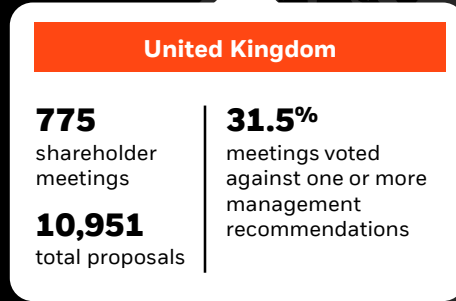 United Kingdom
775
shareholder
meetings
10,951
total proposals
31.5%
meetings voted
against one or more
management
recommendations